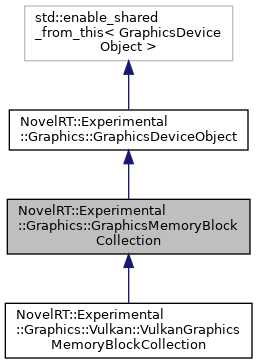 std::enable_shared
_from_this< GraphicsDevice
Object >
NovelRT::Experimental
::Graphics::GraphicsDeviceObject
NovelRT::Experimental
::Graphics::GraphicsMemoryBlock
Collection
NovelRT::Experimental
::Graphics::Vulkan::VulkanGraphics
MemoryBlockCollection